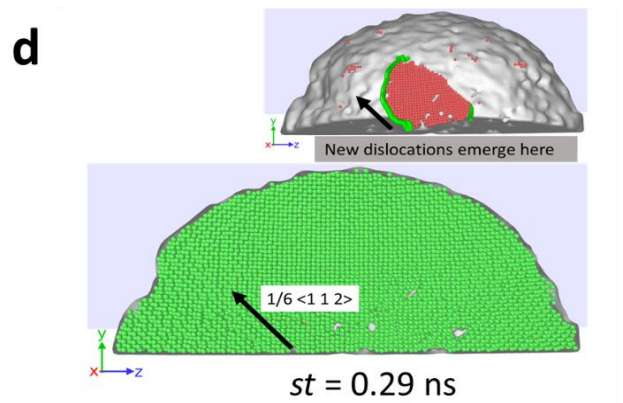 d
y
x z
New dislocations emerge here
1/6 <1 1 2>
y
x z
st = 0.29 ns